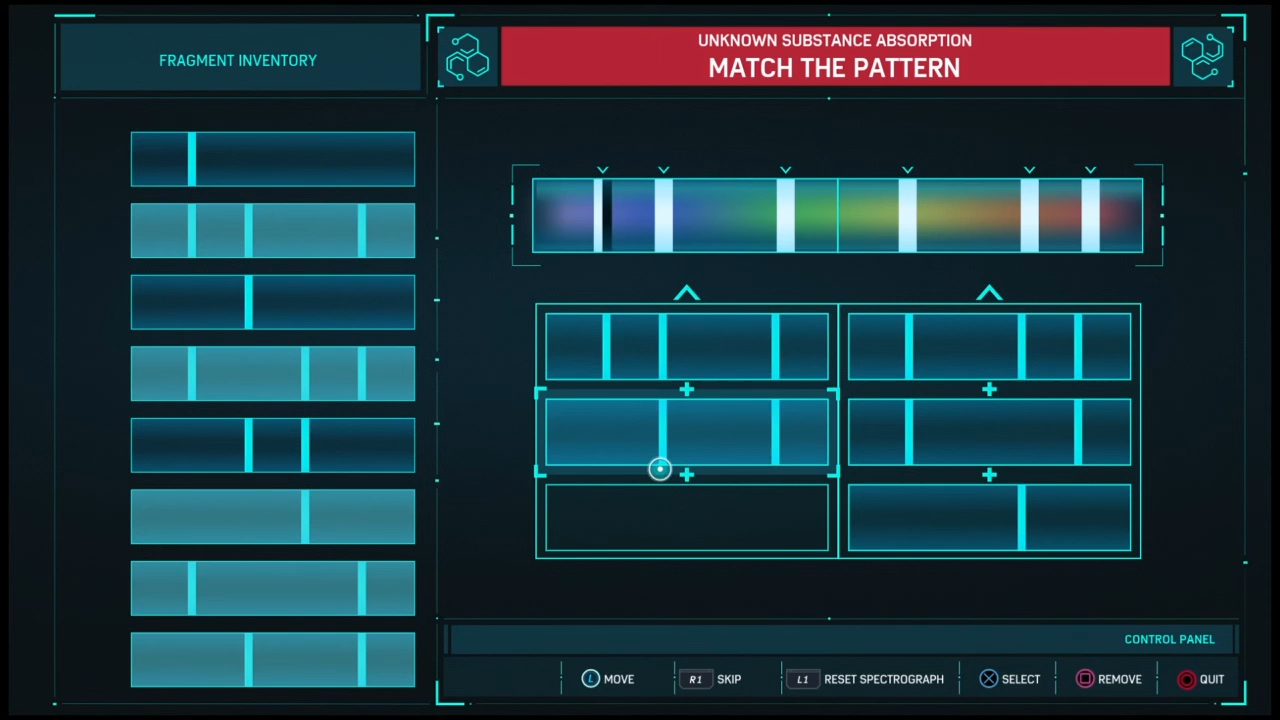 FRAGMENT INVENTORY
UNKNOWN SUBSTANCE ABSORPTION
MATCH THE PATTERN
CONTROL PANEL
L MOVE R1 SKIP L1 RESET SPECTROGRAPH SELECT REMOVE QUIT